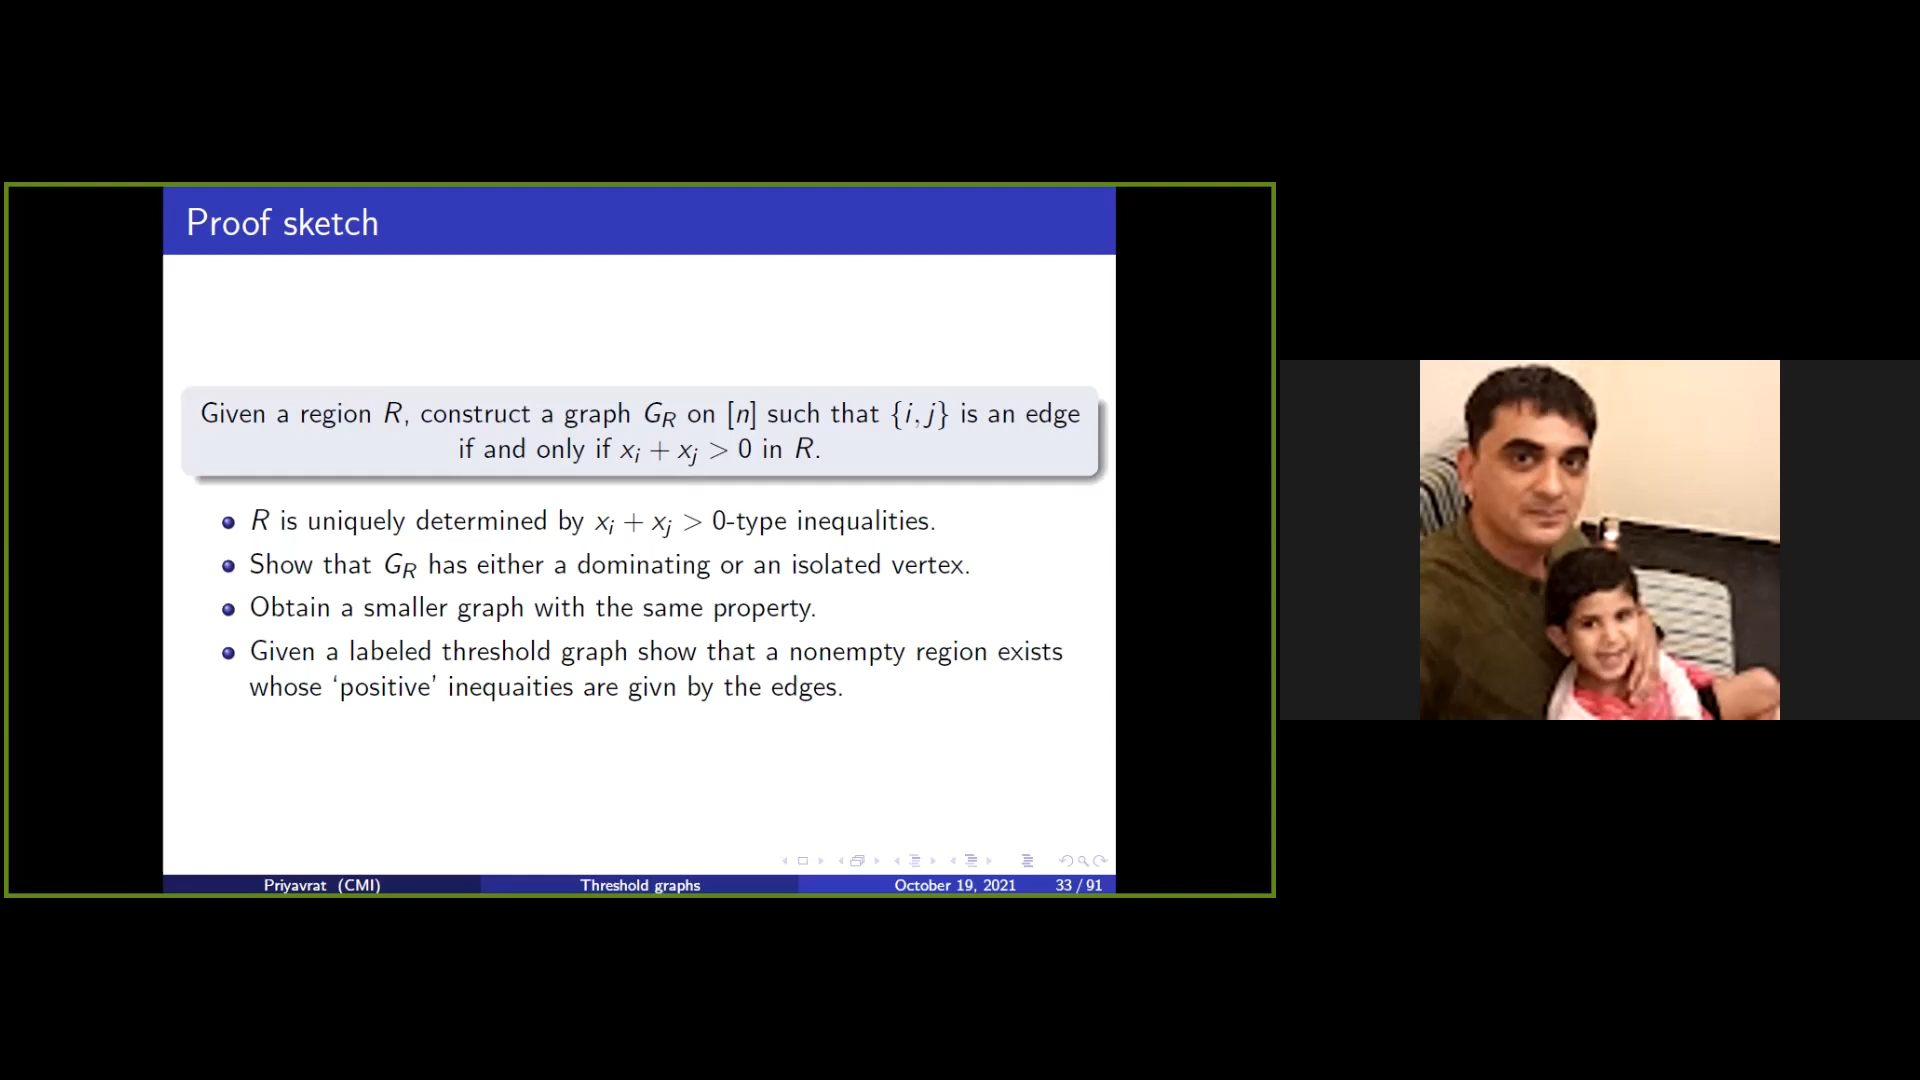 Proof sketch
Given a region R, construct a graph G_R on [n] such that {i, j} is an edge
if and only if x_i + x_j > 0 in R.
R is uniquely determined by x_i + x_j > 0-type inequalities.
Show that G_R has either a dominating or an isolated vertex.
Obtain a smaller graph with the same property.
Given a labeled threshold graph show that a nonempty region exists
whose ‘positive’ inequaities are givn by the edges.
Priyavrat (CMI) Threshold graphs October 19, 2021 33 / 91